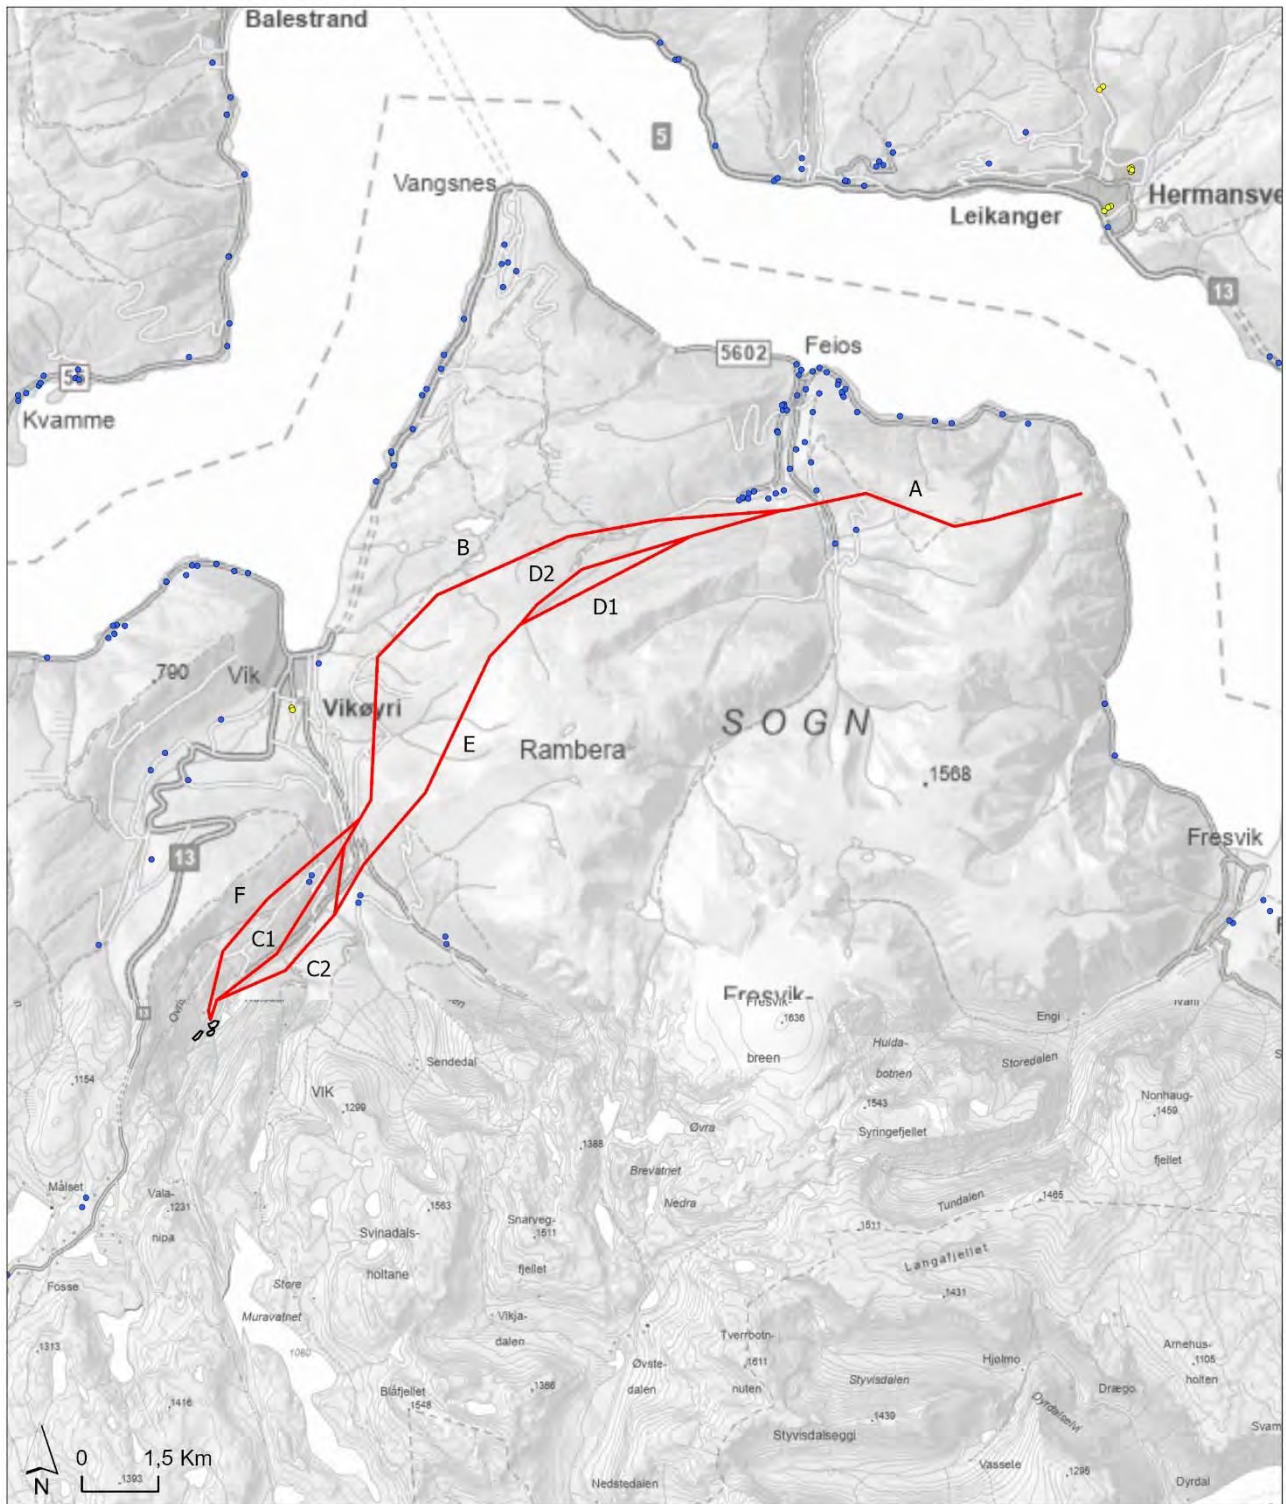 Balestrand
5
Vangsnes
Leikanger
Hermansve
13
5602
Feios
55
Kvamme
A
B
D2
D1
790
Vik
Vikøyri
E
Rambera
SOGN
1568
13
Fresvik
F
C1
C2
Fresvik-
Fresvik-
1636
breen
Engi
Hulda-
botnen
Storedalen
Sendedal
1154
VIK
1299
1543
Nonhaug-
1459
fjellet
Øvra
Syringefjellet
1388
Brevatnet
Nedra
Målset
Vala-
1231
nipa
1563
Svinadals-
holtane
Snarveg-
1511
fjellet
Tundalen
1465
1511
Langafjellet
Fosse
Store
Muravatnet
1060
1431
Vikja-
dalen
1313
Tverrbotn-
1611
nuten
Øvste-
dalen
Hjølmo
Arnehus-
1105
holten
Styvisdalen
Drægo
Blåfjellet
1548
1386
1416
1439
Dyrdalselvi
Styvisdalseggi
Svam
0 1,5 Km
N
1393
Vassele
1296
Nedstedalen
Dyrdal